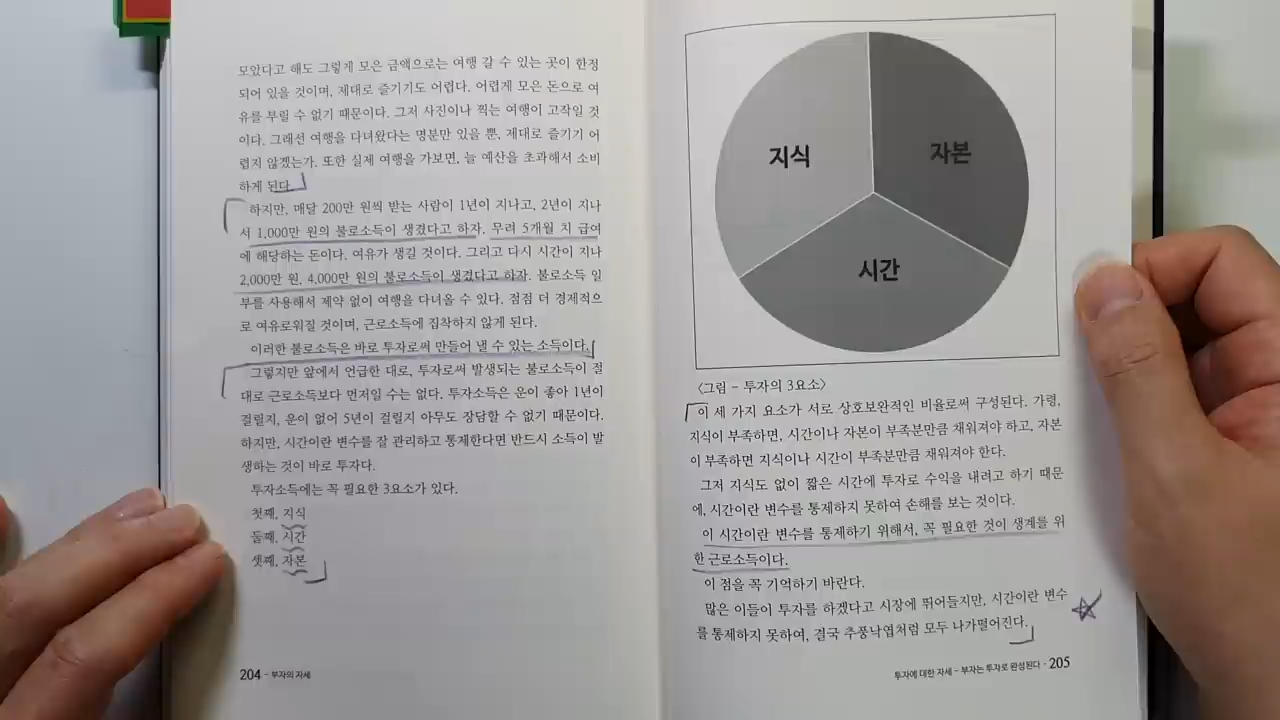 모았다고 해도 그렇게 모은 금액으로는 여행 갈 수 있는 곳이 한정
되어 있을 것이며, 제대로 즐기기도 어렵다. 어렵게 모은 돈으로 여
유를 부릴 수 없기 때문이다. 그저 사진이나 찍는 여행이 고작일 것
이다. 그래선 여행을 다녀왔다는 명분만 있을 뿐, 제대로 즐기기 어
렵지 않겠는가. 또한 실제 여행을 가보면, 늘 예산을 초과해서 소비
하게 된다.
하지만, 매달 200만 원씩 받는 사람이 1년이 지나고, 2년이 지나
서 1,000만 원의 불로소득이 생겼다고 하자. 무려 5개월 치 급여
에 해당하는 돈이다. 여유가 생길 것이다. 그리고 다시 시간이 지나
2,000만 원, 4,000만 원의 불로소득이 생겼다고 하자. 불로소득 일
부를 사용해서 제약 없이 여행을 다녀올 수 있다. 점점 더 경제적으
로 여유로워질 것이며, 근로소득에 집착하지 않게 된다.
이러한 불로소득은 바로 투자로써 만들어 낼 수 있는 소득이다.
그렇지만 앞에서 언급한 대로, 투자로써 발생되는 불로소득이 절
대로 근로소득보다 먼저일 수는 없다. 투자소득은 운이 좋아 1년이
걸릴지, 운이 없어 5년이 걸릴지 아무도 장담할 수 없기 때문이다.
하지만, 시간이란 변수를 잘 관리하고 통제한다면 반드시 소득이 발
생하는 것이 바로 투자다.
투자소득에는 꼭 필요한 3요소가 있다.
첫째, 지식
둘째, 시간
셋째, 자본
204 - 부자의 자세
지식
자본
시간
〈그림 - 투자의 3요소〉
이 세 가지 요소가 서로 상호보완적인 비율로써 구성된다. 가령,
지식이 부족하면, 시간이나 자본이 부족분만큼 채워져야 하고, 자본
이 부족하면 지식이나 시간이 부족분만큼 채워져야 한다.
그저 지식도 없이 짧은 시간에 투자로 수익을 내려고 하기 때문
에, 시간이란 변수를 통제하지 못하여 손해를 보는 것이다.
이 시간이란 변수를 통제하기 위해서, 꼭 필요한 것이 생계를 위
한 근로소득이다.
이 점을 꼭 기억하기 바란다.
많은 이들이 투자를 하겠다고 시장에 뛰어들지만, 시간이란 변수
를 통제하지 못하여, 결국 추풍낙엽처럼 모두 나가떨어진다.
투자에 대한 자세 - 부자는 투자로 완성된다 - 205